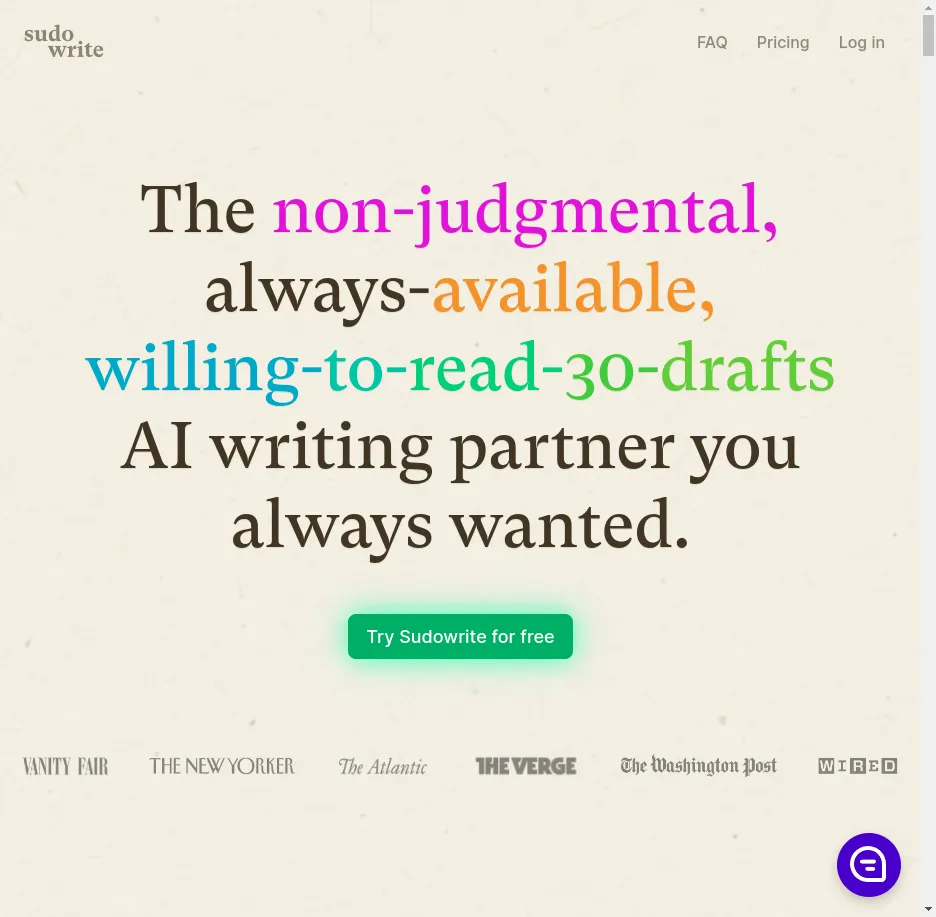 sudo
write
FAQ
Pricing
Log in
The non-judgmental,
always-available,
willing-to-read-30-drafts
AI writing partner you
always wanted.
Try Sudowrite for free
VANITY FAIR
THE NEW YORKER
The Atlantic
THE VERGE
The Washington Post
WIRED